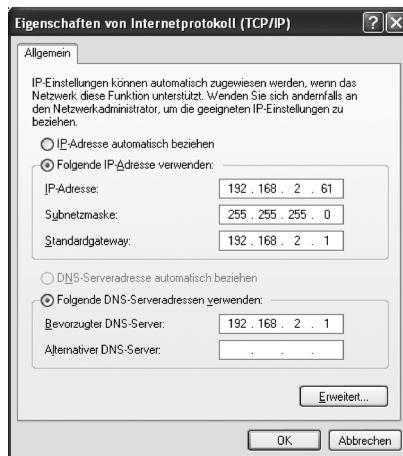 Eigenschaften von Internetprotokoll (TCP/IP)
Allgemein
IP-Einstellungen können automatisch zugewiesen werden, wenn das
Netzwerk diese Funktion unterstützt. Wenden Sie sich andernfalls an
den Netzwerkadministrator, um die geeigneten IP-Einstellungen zu
beziehen.
IP-Adresse automatisch beziehen
Folgende IP-Adresse verwenden:
IP-Adresse: 192 . 168 . 2 . 61
Subnetzmaske: 255 . 255 . 255 . 0
Standardgateway: 192 . 168 . 2 . 1
DNS-Serveradresse automatisch beziehen
Folgende DNS-Serveradressen verwenden:
Bevorzugter DNS-Server: 192 . 168 . 2 . 1
Alternativer DNS-Server: . . .
Erweitert...
OK Abbrechen